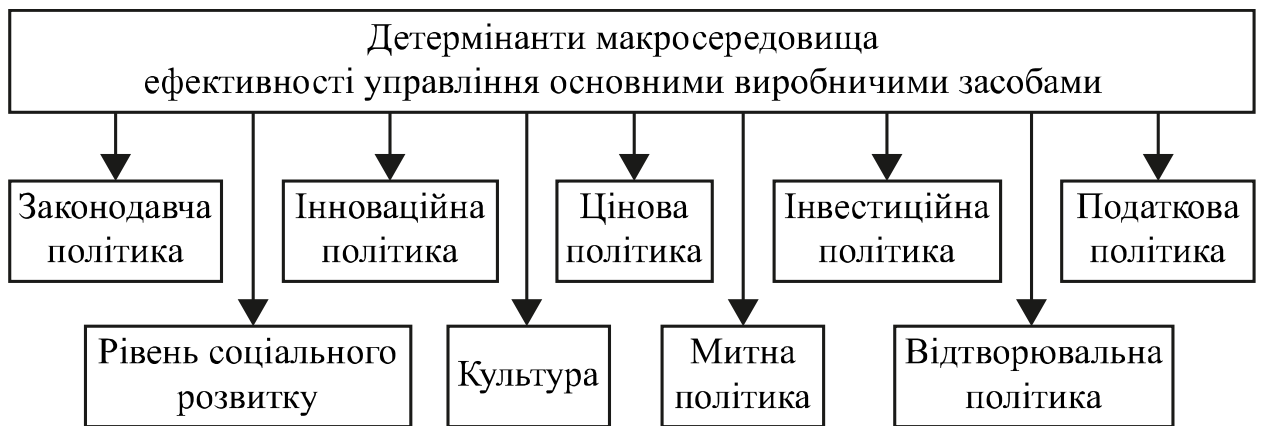 Детермінанти макросередовища
ефективності управління основними виробничими засобами
Законодавча
політика
Інноваційна
політика
Цінова
політика
Інвестиційна
політика
Податкова
політика
Рівень соціального
розвитку
Культура
Митна
політика
Відтворювальна
політика